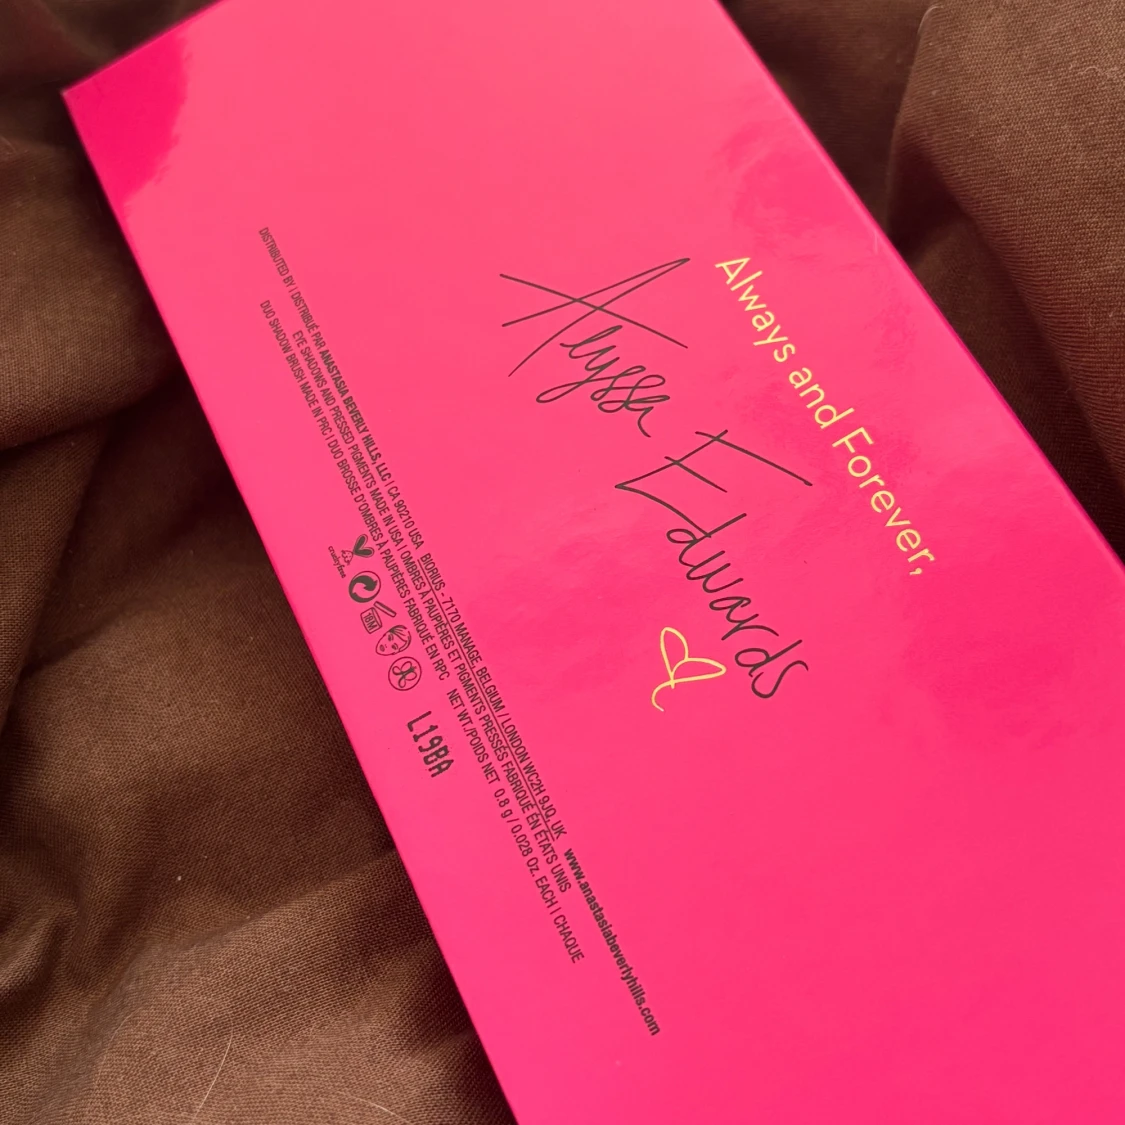 Always and Forever,
Alyssa Edwards
DISTRIBUTED BY | DISTRIBUÉ PAR ANASTASIA BEVERLY HILLS, LLC | CA 90210 USA BIORIUS - 7170 MANAGE, BELGIUM / LONDON WC2H 9JQ, UK www.anastasiabeverlyhills.com
EYE SHADOWS AND PRESSED PIGMENTS MADE IN USA | OMBRES À PAUPIÈRES ET PIGMENTS PRESSÉS FABRIQUÉ EN ÉTATS UNIS
DUO SHADOW BRUSH MADE IN PRC | DUO BROSSE D'OMBRES À PAUPIÈRES FABRIQUÉ EN RPC NET WT./POIDS NET 0.8 g / 0.028 Oz. EACH | CHAQUE
crueltyfree
18M
L19BA